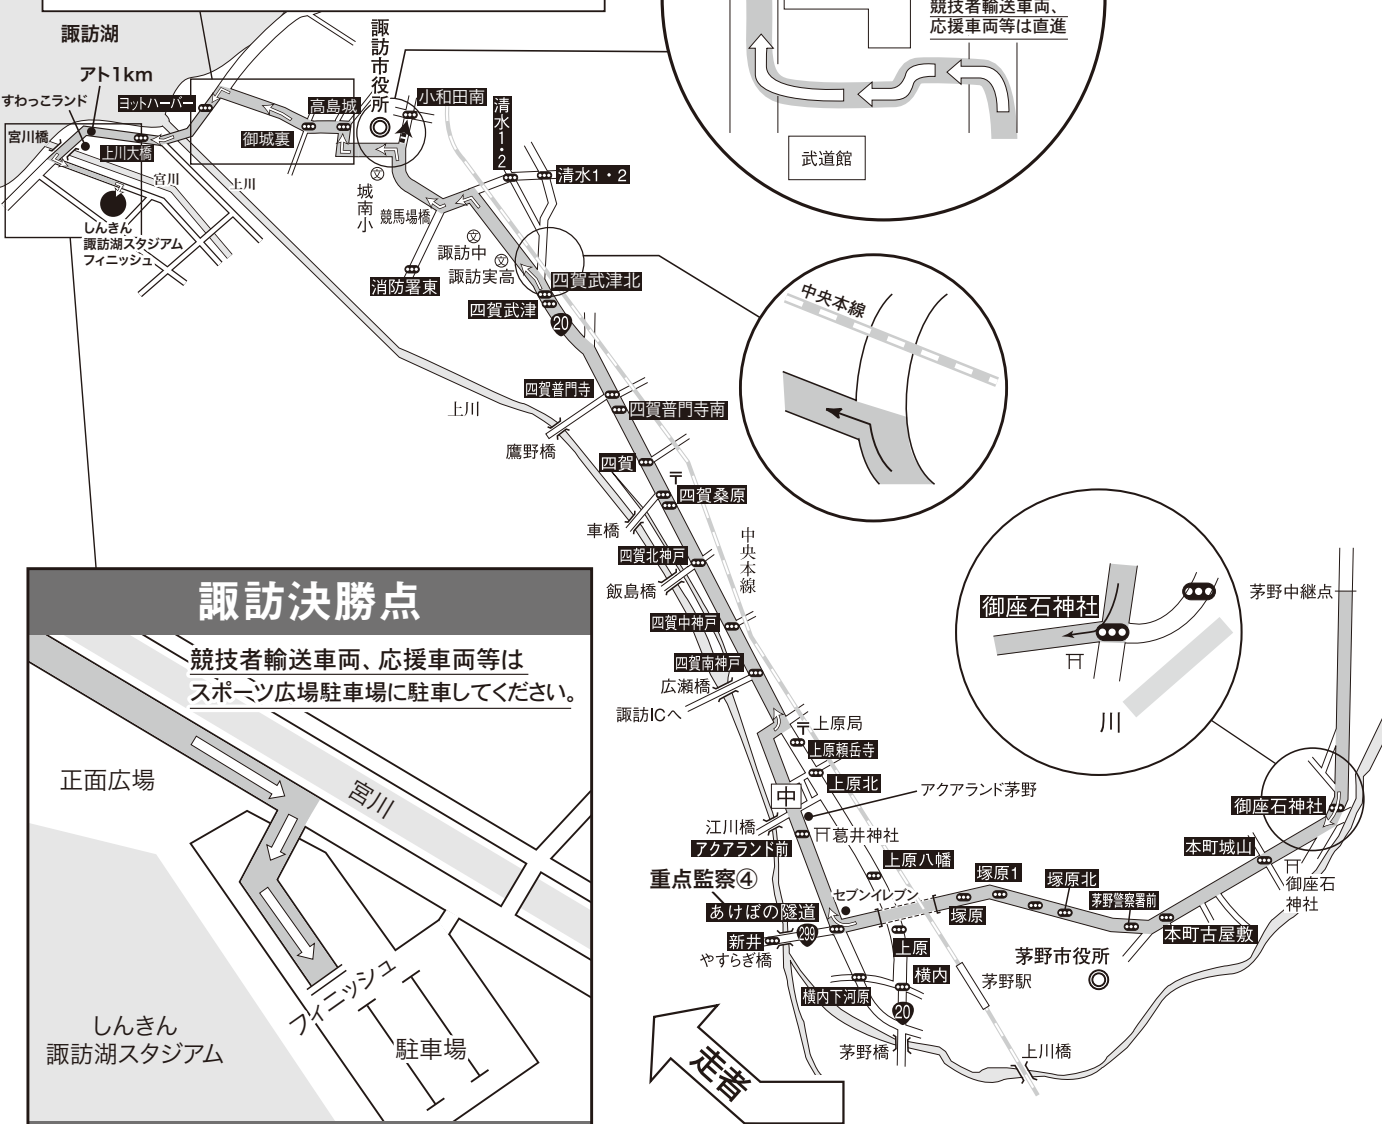 諏訪湖
アト1km
すわっこランド
ヨットハーバー
宮川橋
上川大橋
宮川
上川
しんきん
諏訪湖スタジアム
フィニッシュ
御城裏
高島城
諏訪市役所
小和田南
清水1・2
清水1・2
城南小
文
競馬場橋
文
諏訪中
文
諏訪実高
消防署東
四賀武津北
四賀武津
20
競技者輸送車両、
応援車両等は直進
武道館
中央本線
四賀普門寺
四賀普門寺南
上川
鷹野橋
四賀
〒
四賀桑原
車橋
四賀北神戸
中央本線
飯島橋
四賀中神戸
四賀南神戸
広瀬橋
諏訪ICへ
〒上原局
上原頼岳寺
上原北
中
アクアランド茅野
江川橋
葛井神社
アクアランド前
上原八幡
重点監察④
セブンイレブン
あけぼの隧道
新井
299
やすらぎ橋
上原
横内
横内下河原
20
茅野橋
茅野駅
上川橋
塚原
塚原1
塚原北
茅野警察署前
本町古屋敷
本町城山
茅野市役所
御座石神社
御座石
神社
茅野中継点
御座石神社
川
走者
諏訪決勝点
競技者輸送車両、応援車両等は
スポーツ広場駐車場に駐車してください。
正面広場
宮川
フィニッシュ
駐車場
しんきん
諏訪湖スタジアム